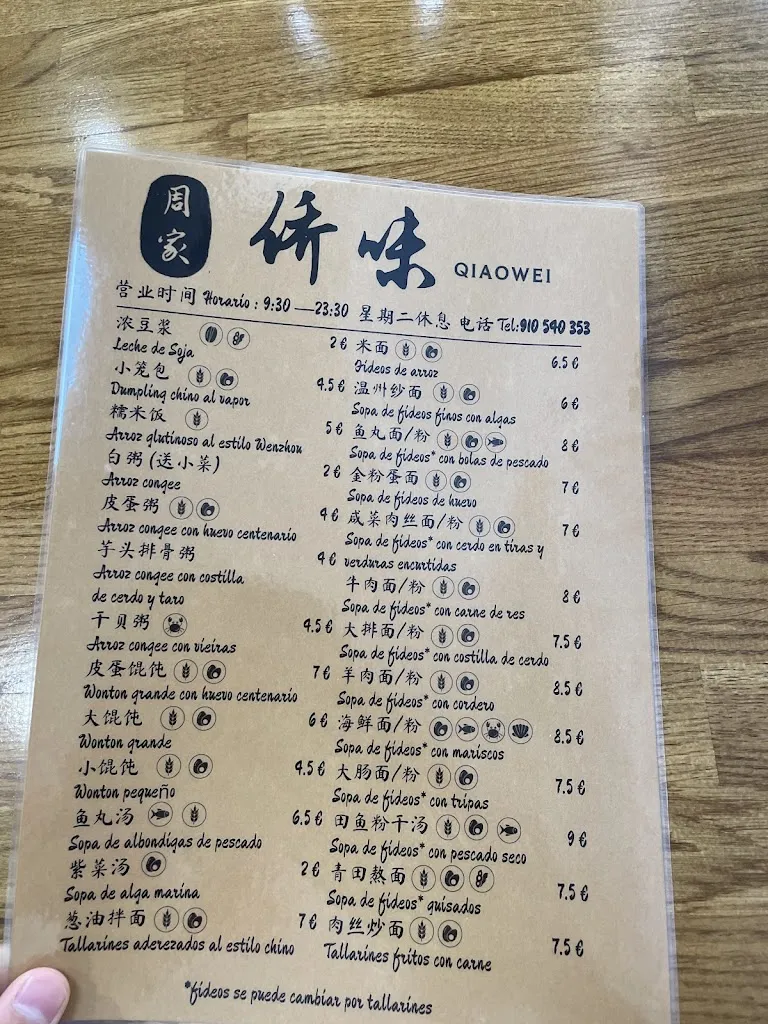 周家
侨味 QIAOWEI
营业时间 Horario : 9:30 —23:30 星期二休息 电话 Tel:910 540 353
浓豆浆 2 €
Leche de Soja
小笼包 4.5 €
Dumpling chino al vapor
糯米饭 5 €
Arroz glutinoso al estilo Wenzhou
白粥 (送小菜) 2 €
Arroz congee
皮蛋粥 4 €
Arroz congee con huevo centenario
芋头排骨粥 4 €
Arroz congee con costilla
de cerdo y taro
干贝粥 4.5 €
Arroz congee con vieiras
皮蛋馄饨 7 €
Wonton grande con huevo centenario
大馄饨 6 €
Wonton grande
小馄饨 4.5 €
Wonton pequeño
鱼丸汤 6.5 €
Sopa de albondigas de pescado
紫菜汤 2 €
Sopa de alga marina
葱油拌面 7 €
Tallarines aderezados al estilo chino
米面 6.5 €
Fideos de arroz
温州纱面 6 €
Sopa de fideos finos con algas
鱼丸面/粉 8 €
Sopa de fideos* con bolas de pescado
金粉蛋面 7 €
Sopa de fideos de huevo
咸菜肉丝面/粉 7 €
Sopa de fideos* con cerdo en tiras y
verduras encurtidas
牛肉面/粉 8 €
Sopa de fideos* con carne de res
大排面/粉 7.5 €
Sopa de fideos* con costilla de cerdo
羊肉面/粉 8.5 €
Sopa de fideos* con cordero
海鲜面/粉 8.5 €
Sopa de fideos* con mariscos
大肠面/粉 7.5 €
Sopa de fideos* con tripas
田鱼粉干汤 9 €
Sopa de fideos* con pescado seco
青田熬面 7.5 €
Sopa de fideos* guisados
肉丝炒面 7.5 €
Tallarines fritos con carne
*fideos se puede cambiar por tallarines